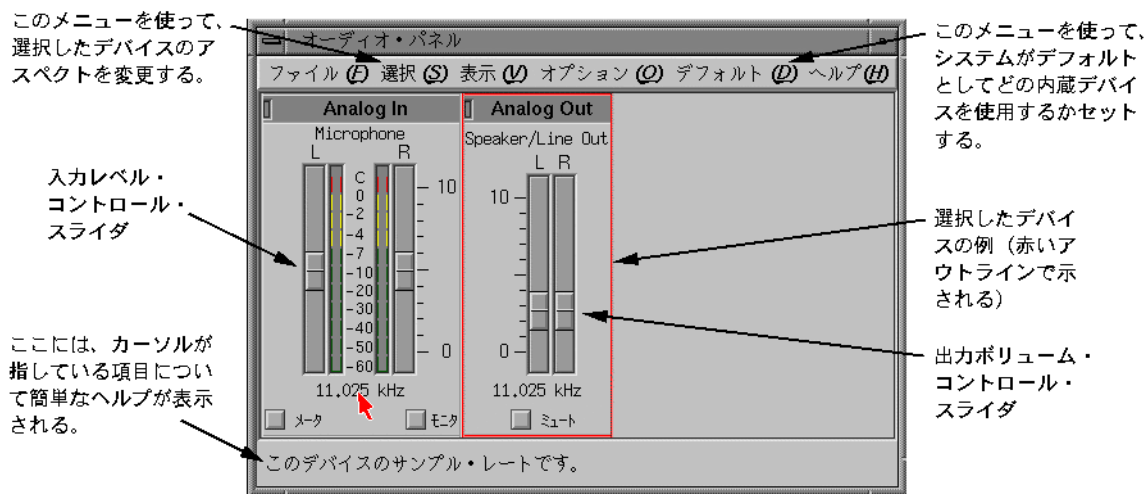 このメニューを使って、
選択したデバイスのア
スペクトを変更する。
入力レベル・
コントロール・
スライダ
ここには、カーソルが
指している項目につい
て簡単なヘルプが表示
される。
オーディオ・パネル
ファイル (F) 選択 (S) 表示 (V) オプション (O) デフォルト (D) ヘルプ (H)
Analog In
Microphone
L R
C
0
-2
-4
-7
-10
-20
-30
-40
-50
-60
10
0
11.025 kHz
メータ モニタ
Analog Out
Speaker/Line Out
L R
10
0
11.025 kHz
ミュート
このデバイスのサンプル・レートです。
このメニューを使って、
システムがデフォルト
としてどの内蔵デバイ
スを使用するかセット
する。
選択したデバイ
スの例（赤いア
ウトラインで示
される）
出力ボリューム・
コントロール・
スライダ